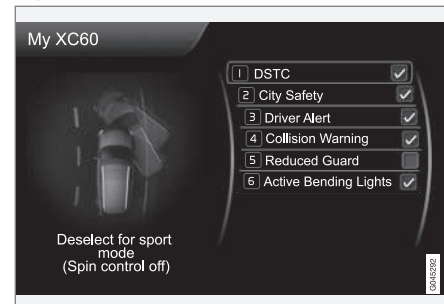 My XC60
1 DSTC
2 City Safety
3 Driver Alert
4 Collision Warning
5 Reduced Guard
6 Active Bending Lights
Deselect for sport
mode
(Spin control off)
G045292